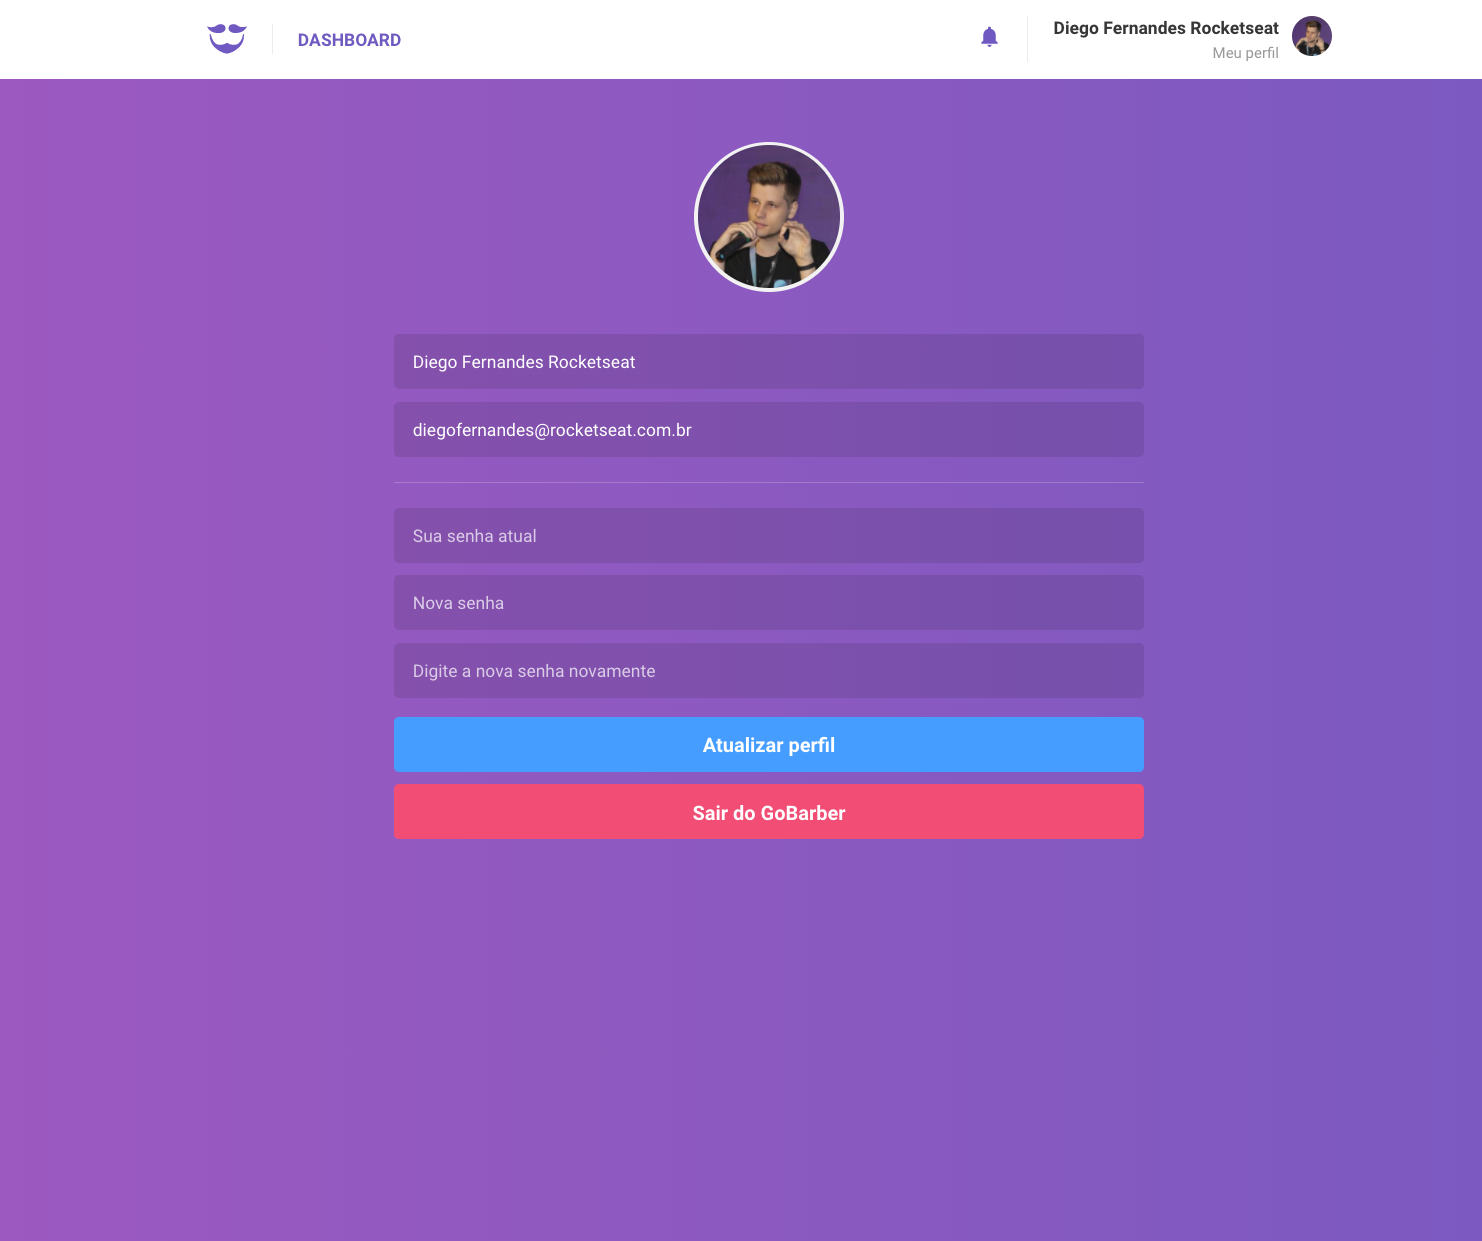 DASHBOARD
Diego Fernandes Rocketseat
Meu perfil
Diego Fernandes Rocketseat
diegofernandes@rocketseat.com.br
Sua senha atual
Nova senha
Digite a nova senha novamente
Atualizar perfil
Sair do GoBarber